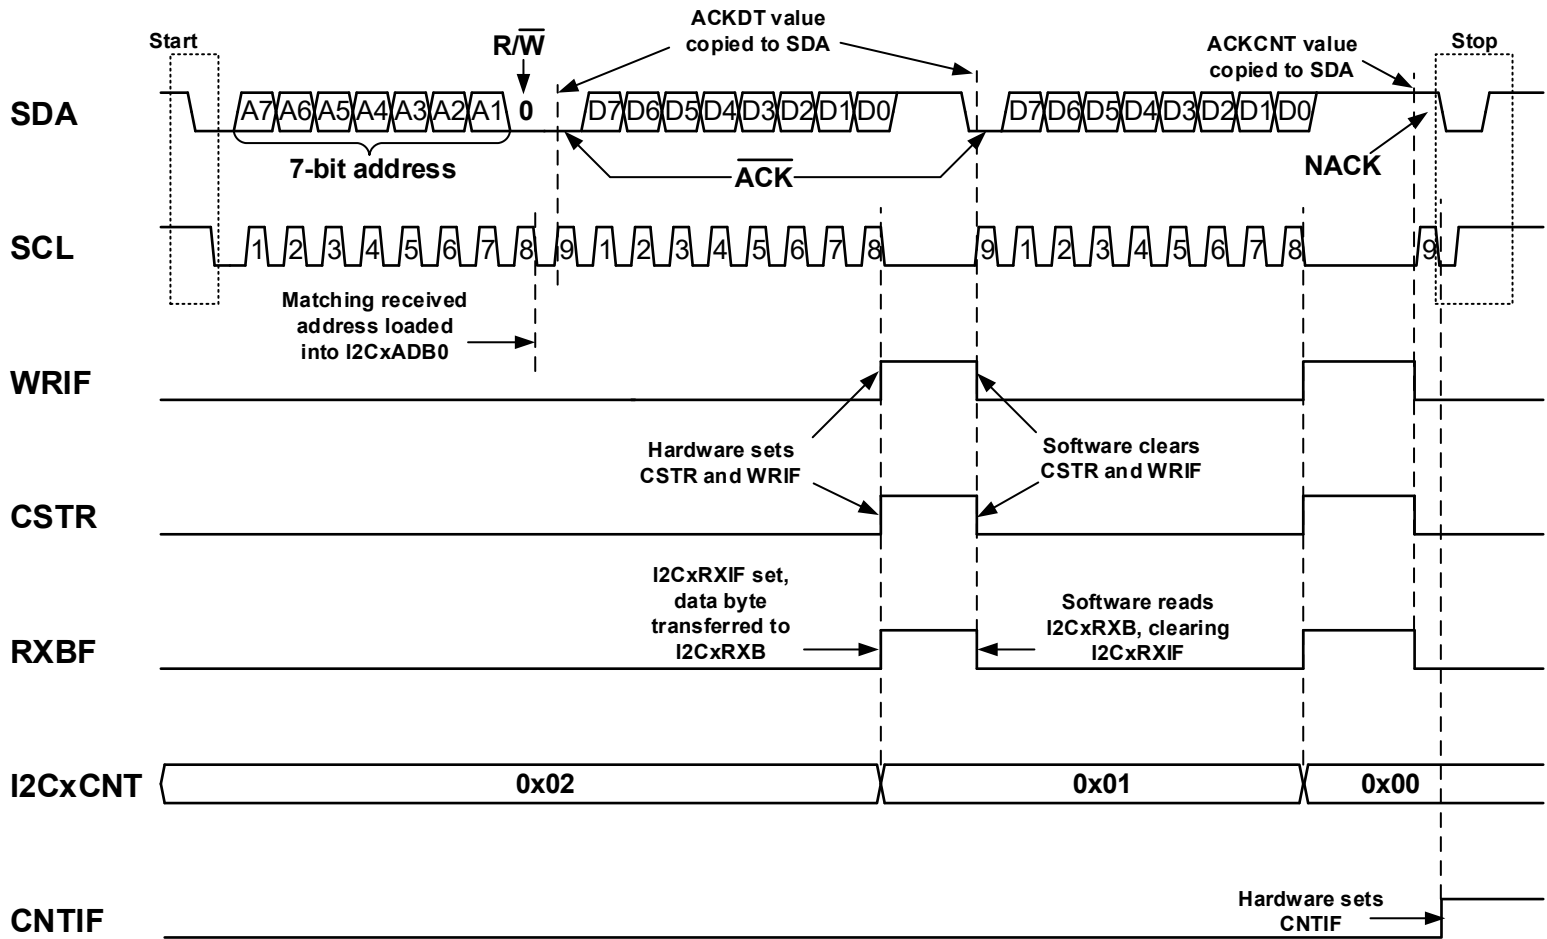 ACKDT value
copied to SDA
Start
R/W
ACKCNT value
copied to SDA
Stop
SDA
A7 A6 A5 A4 A3 A2 A1 0 D7 D6 D5 D4 D3 D2 D1 D0 D7 D6 D5 D4 D3 D2 D1 D0
7-bit address
ACK
NACK
SCL
1 2 3 4 5 6 7 8 9 1 2 3 4 5 6 7 8 9 1 2 3 4 5 6 7 8 9
Matching received
address loaded
into I2CxADB0
WRIF
Hardware sets
CSTR and WRIF
Software clears
CSTR and WRIF
CSTR
I2CxRXIF set,
data byte
transferred to
I2CxRXB
Software reads
I2CxRXB, clearing
I2CxRXIF
RXBF
I2CxCNT
0x02 0x01 0x00
Hardware sets
CNTIF
CNTIF